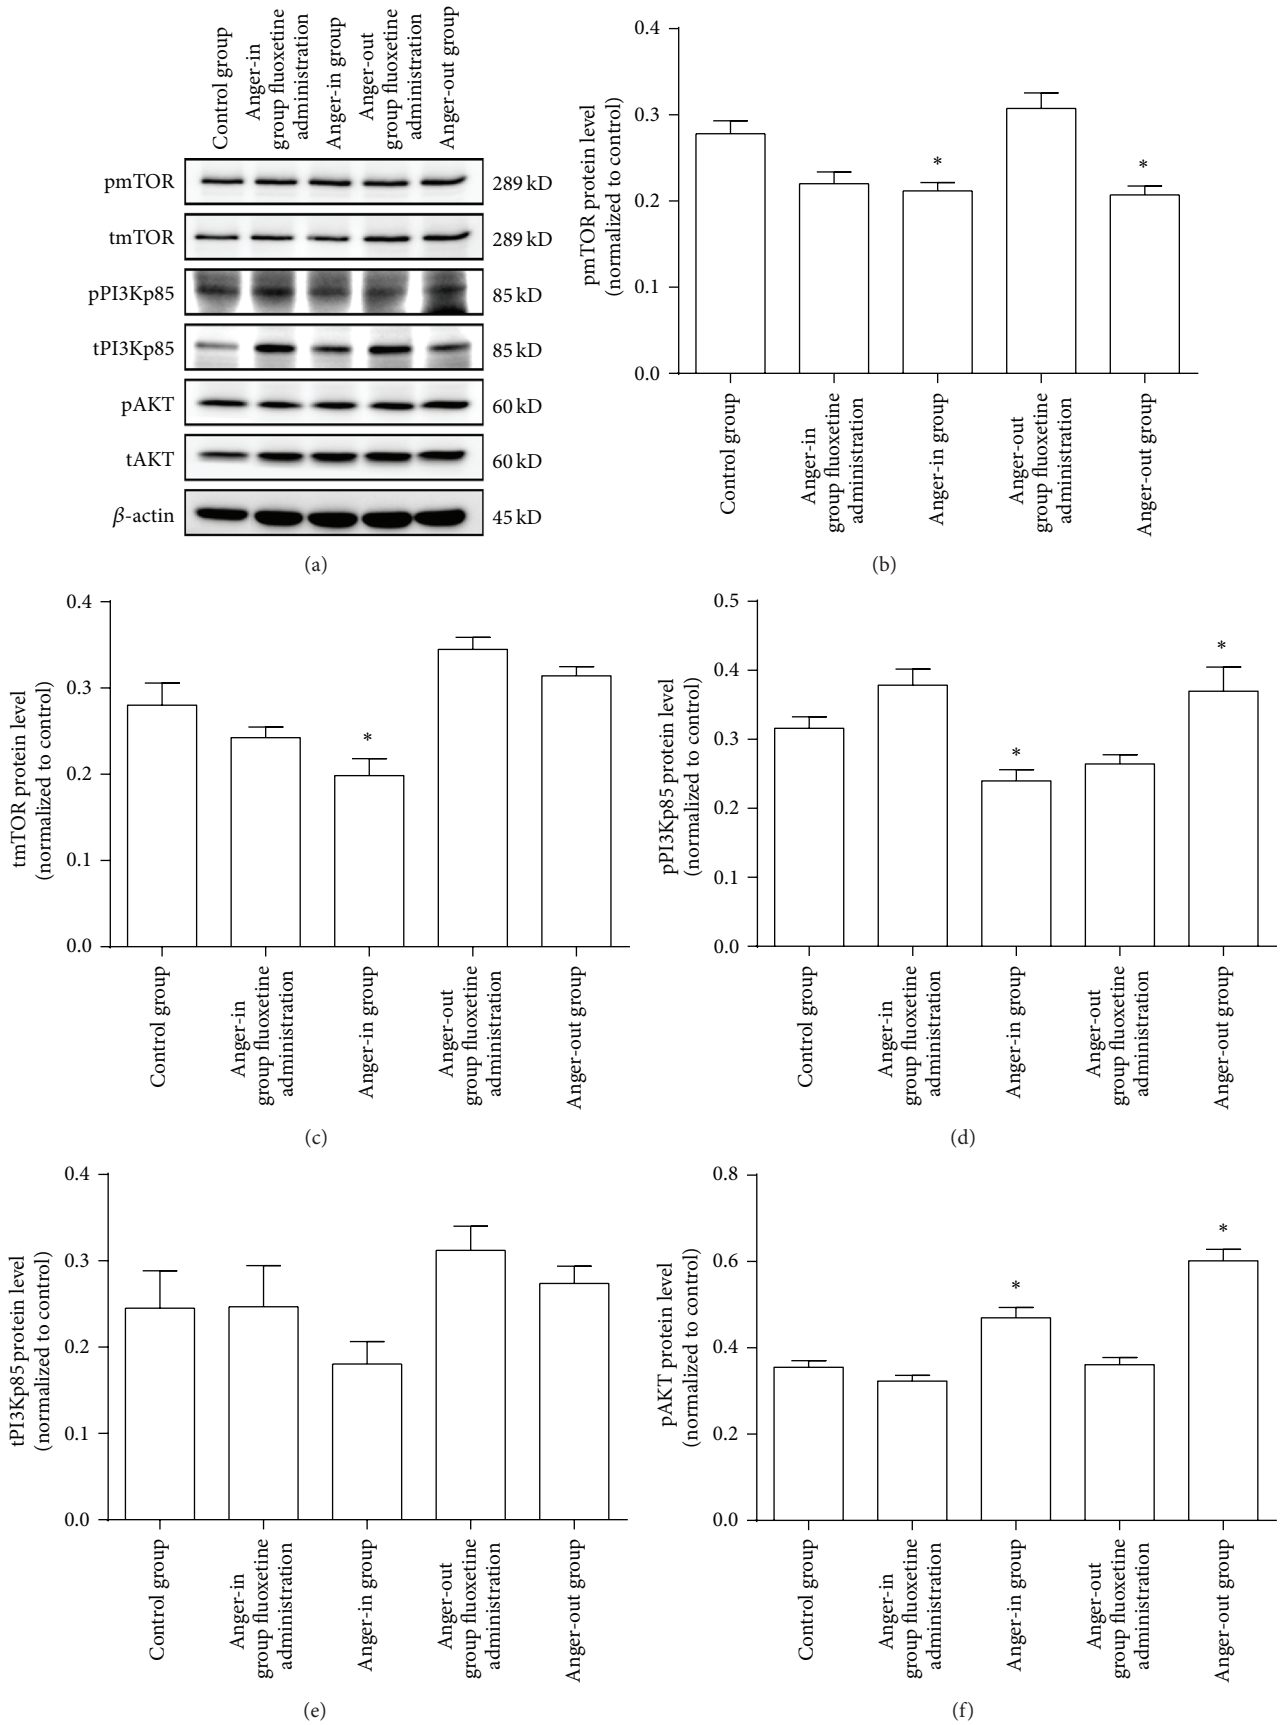 Control group
Anger-in
group fluoxetine
administration
Anger-in group
Anger-out
group fluoxetine
administration
Anger-out group
pmTOR
289 kD
tmTOR
289 kD
pPI3Kp85
85 kD
tPI3Kp85
85 kD
pAKT
60 kD
tAKT
60 kD
β-actin
45 kD
(a)
pmTOR protein level
(normalized to control)
0.4
0.3
0.2
0.1
0.0
*
*
Control group
Anger-in
group fluoxetine
administration
Anger-in group
Anger-out
group fluoxetine
administration
Anger-out group
(b)
tmTOR protein level
(normalized to control)
0.4
0.3
0.2
0.1
0.0
*
Control group
Anger-in
group fluoxetine
administration
Anger-in group
Anger-out
group fluoxetine
administration
Anger-out group
(c)
pPI3Kp85 protein level
(normalized to control)
0.5
0.4
0.3
0.2
0.1
0.0
*
*
Control group
Anger-in
group fluoxetine
administration
Anger-in group
Anger-out
group fluoxetine
administration
Anger-out group
(d)
tPI3Kp85 protein level
(normalized to control)
0.4
0.3
0.2
0.1
0.0
Control group
Anger-in
group fluoxetine
administration
Anger-in group
Anger-out
group fluoxetine
administration
Anger-out group
(e)
pAKT protein level
(normalized to control)
0.8
0.6
0.4
0.2
0.0
*
*
Control group
Anger-in
group fluoxetine
administration
Anger-in group
Anger-out
group fluoxetine
administration
Anger-out group
(f)